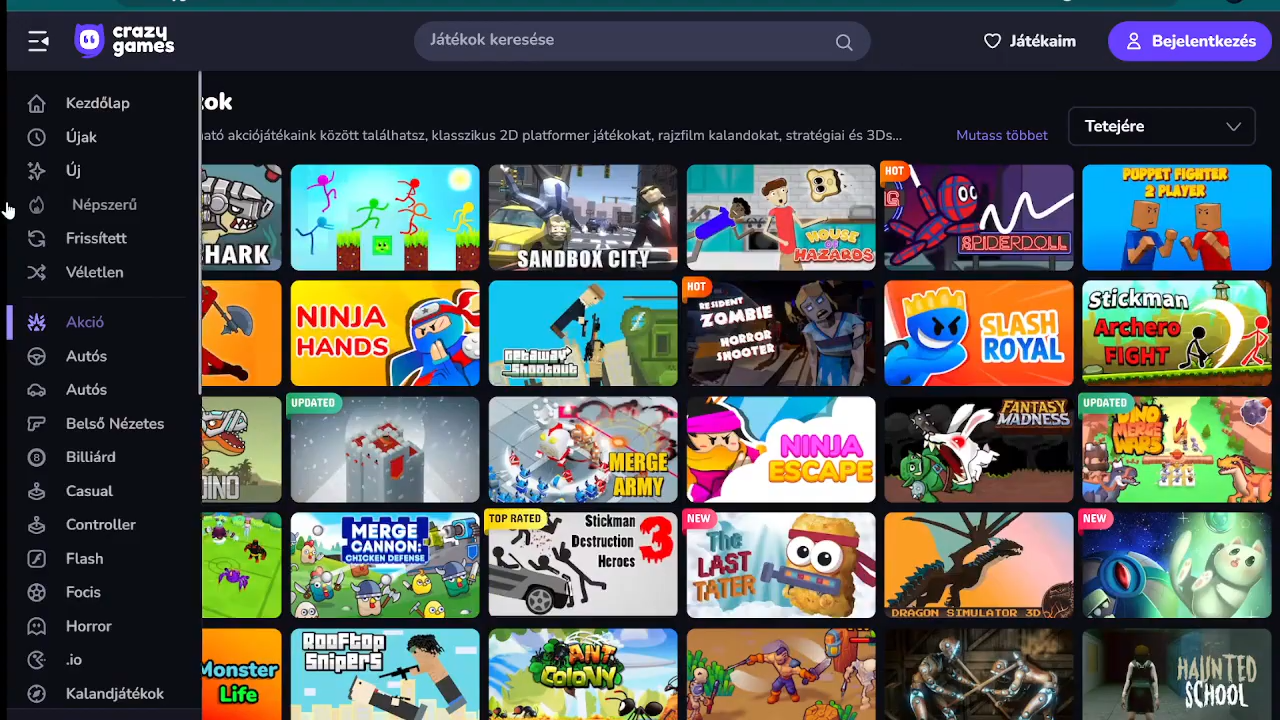 crazy
games
Játékok keresése
Játékaim
Bejelentkezés
Kezdőlap
Újak
Új
Népszerű
Frissített
Véletlen
Akció
Autós
Autós
Belső Nézetes
Billiárd
Casual
Controller
Flash
Focis
Horror
.io
Kalandjátékok
tok
ató akciójátékaink között találhatsz, klasszikus 2D platformer játékokat, rajzfilm kalandokat, stratégiai és 3Ds...
Mutass többet
Tetejére
HARK
SANDBOX CITY
HOUSE
OF
HAZARDS
HOT
SPIDERDOLL
PUPPET FIGHTER
2 PLAYER
NINJA
HANDS
Getaway
Shootout
HOT
RESIDENT
ZOMBIE
HORROR
SHOOTER
SLASH
ROYAL
Stickman
Archero
FIGHT
DINO
UPDATED
MERGE
ARMY
NINJA
ESCAPE
FANTASY
MADNESS
UPDATED
DINO
MERGE
WARS
MERGE
CANNON:
CHICKEN DEFENSE
TOP RATED
Stickman
Destruction
Heroes
3
NEW
The
LAST
TATER
DRAGON SIMULATOR 3D
NEW
Monster
Life
ROOFTOP
SNIPERS
ANT
COLONY
HAUNTED
SCHOOL